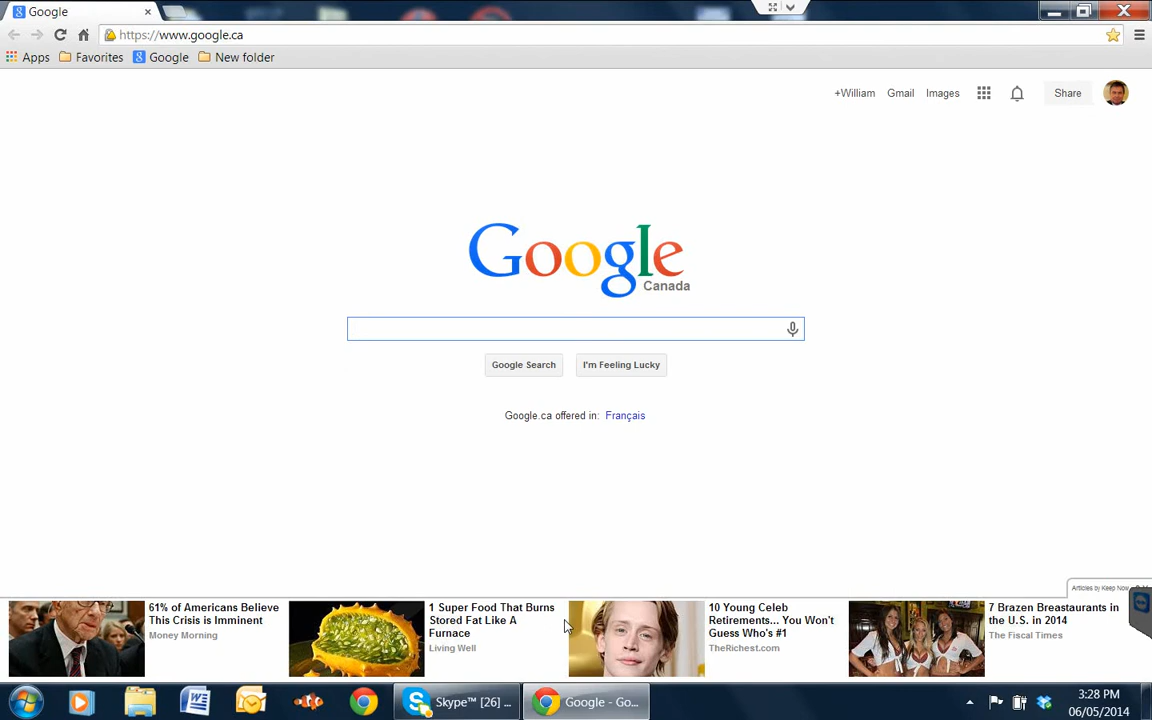 Google
https://www.google.ca
Apps Favorites Google New folder
+William Gmail Images Share
Google
Canada
Google Search I'm Feeling Lucky
Google.ca offered in: Français
Articles by Keep Now
61% of Americans Believe
This Crisis is Imminent
Money Morning
1 Super Food That Burns
Stored Fat Like A
Furnace
Living Well
10 Young Celeb
Retirements... You Won't
Guess Who's #1
TheRichest.com
7 Brazen Breastaurants in
the U.S. in 2014
The Fiscal Times
Skype™ [26] ...
Google - Go...
3:28 PM
06/05/2014